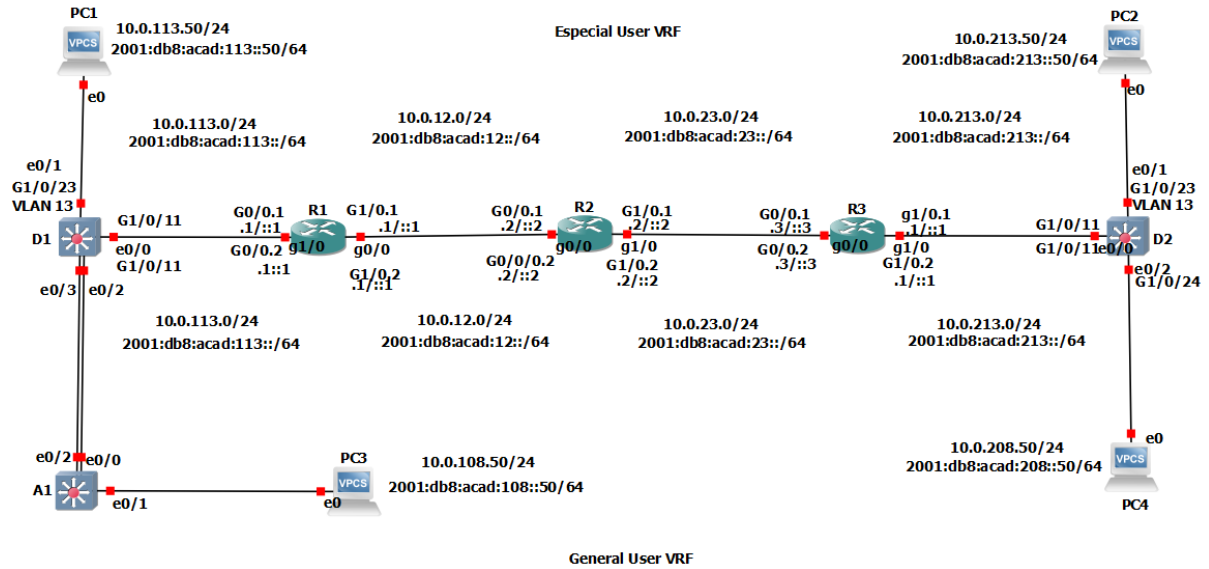 PC1
10.0.113.50/24
2001:db8:acad:113::50/64
VPCS
e0
Especial User VRF
PC2
10.0.213.50/24
2001:db8:acad:213::50/64
VPCS
e0
10.0.113.0/24
2001:db8:acad:113::/64
10.0.12.0/24
2001:db8:acad:12::/64
10.0.23.0/24
2001:db8:acad:23::/64
10.0.213.0/24
2001:db8:acad:213::/64
e0/1
G1/0/23
VLAN 13
D1
G1/0/11
e0/0
G1/0/11
e0/3
e0/2
G0/0.1
.1/::1
G0/0.2
.1::1
R1
g1/0
G1/0.1
.1/::1
g0/0
G1/0.2
.1/::1
G0/0.1
.2/::2
R2
g0/0
G0/0/0.2
.2/::2
G1/0.1
.2/::2
g1/0
G1/0.2
.2/::2
G0/0.1
.3/::3
R3
g0/0
G0/0.2
.3/::3
g1/0.1
.1/::1
g1/0
G1/0.2
.1/::1
e0/1
G1/0/23
VLAN 13
G1/0/11
D2
G1/0/11
e0/0
e0/2
G1/0/24
10.0.113.0/24
2001:db8:acad:113::/64
10.0.12.0/24
2001:db8:acad:12::/64
10.0.23.0/24
2001:db8:acad:23::/64
10.0.213.0/24
2001:db8:acad:213::/64
e0/2
e0/0
A1
e0/1
PC3
10.0.108.50/24
2001:db8:acad:108::50/64
VPCS
e0
e0
10.0.208.50/24
2001:db8:acad:208::50/64
VPCS
PC4
General User VRF